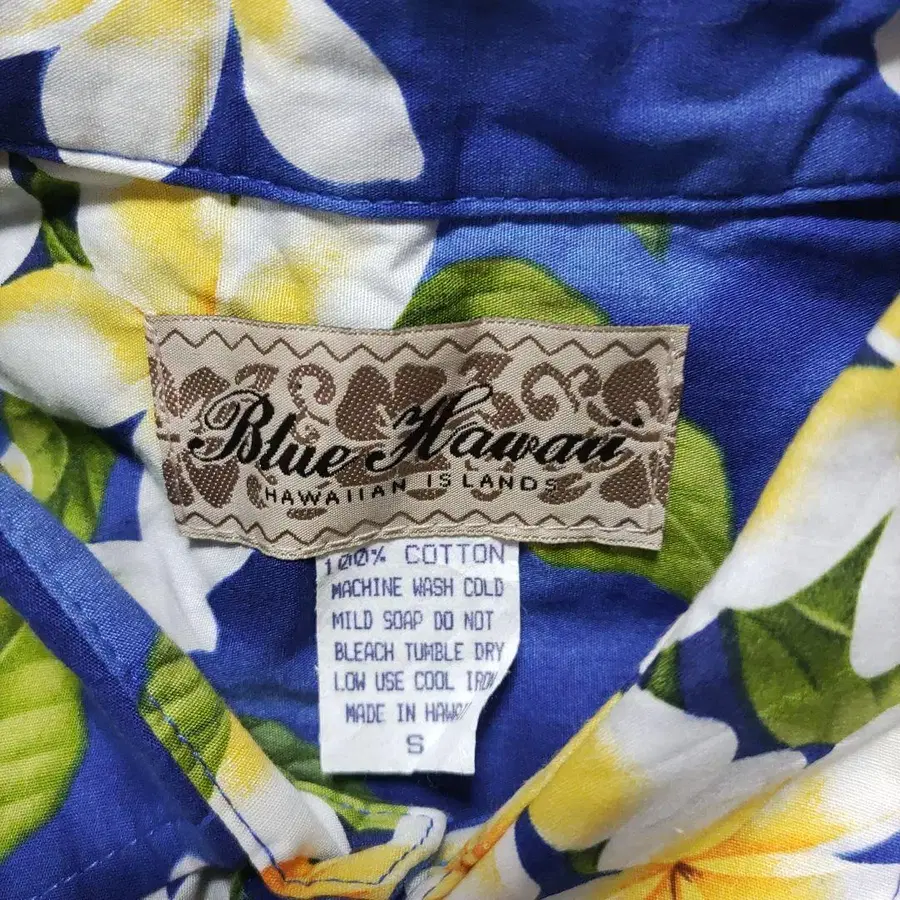 Blue Hawaii
HAWAIIAN ISLANDS
100% COTTON
MACHINE WASH COLD
MILD SOAP DO NOT
BLEACH TUMBLE DRY
LOW USE COOL IRON
MADE IN HAWAII
S